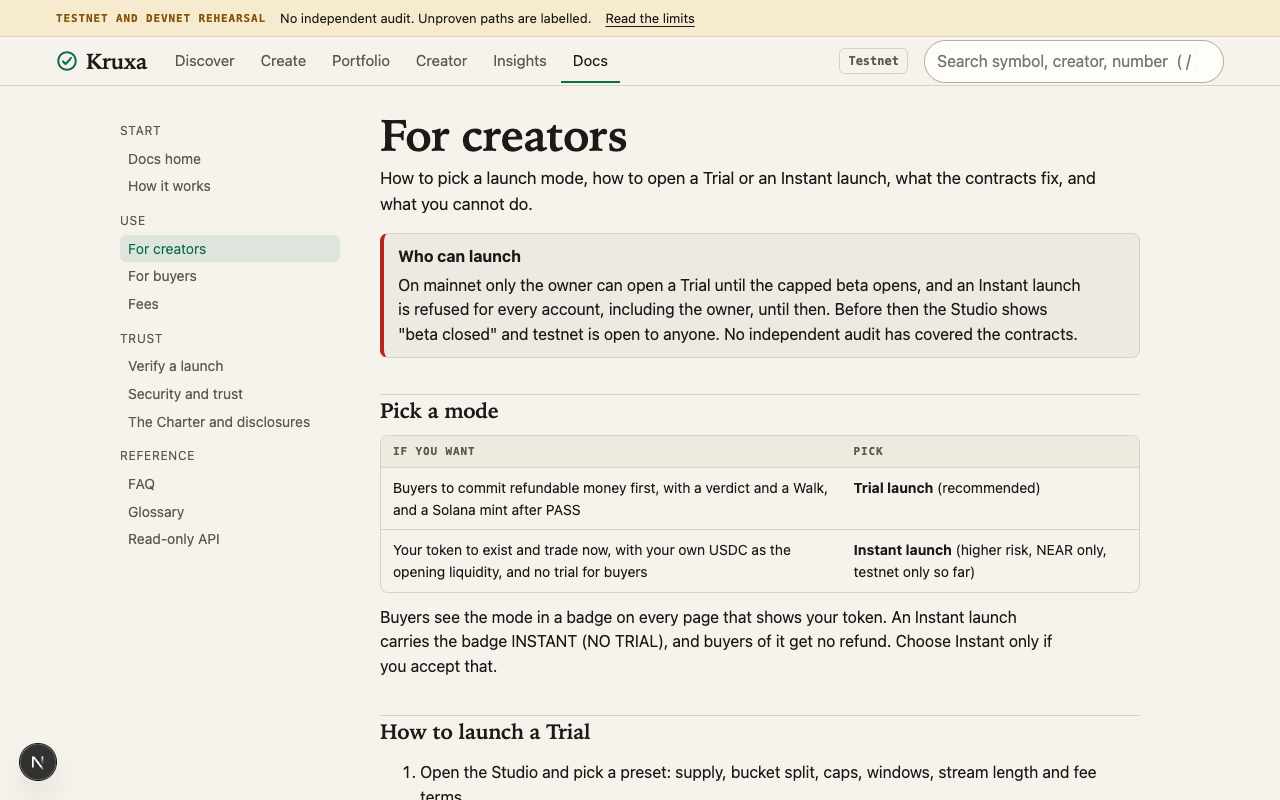 TESTNET AND DEVNET REHEARSAL No independent audit. Unproven paths are labelled. Read the limits
Kruxa Discover Create Portfolio Creator Insights Docs Testnet Search symbol, creator, number ( /
START
Docs home
How it works
USE
For creators
For buyers
Fees
TRUST
Verify a launch
Security and trust
The Charter and disclosures
REFERENCE
FAQ
Glossary
Read-only API
For creators
How to pick a launch mode, how to open a Trial or an Instant launch, what the contracts fix, and
what you cannot do.
Who can launch
On mainnet only the owner can open a Trial until the capped beta opens, and an Instant launch
is refused for every account, including the owner, until then. Before then the Studio shows
"beta closed" and testnet is open to anyone. No independent audit has covered the contracts.
Pick a mode
IF YOU WANT PICK
Buyers to commit refundable money first, with a verdict and a Walk, Trial launch (recommended)
and a Solana mint after PASS
Your token to exist and trade now, with your own USDC as the Instant launch (higher risk, NEAR only,
opening liquidity, and no trial for buyers testnet only so far)
Buyers see the mode in a badge on every page that shows your token. An Instant launch
carries the badge INSTANT (NO TRIAL), and buyers of it get no refund. Choose Instant only if
you accept that.
How to launch a Trial
1. Open the Studio and pick a preset: supply, bucket split, caps, windows, stream length and fee
terms.
N